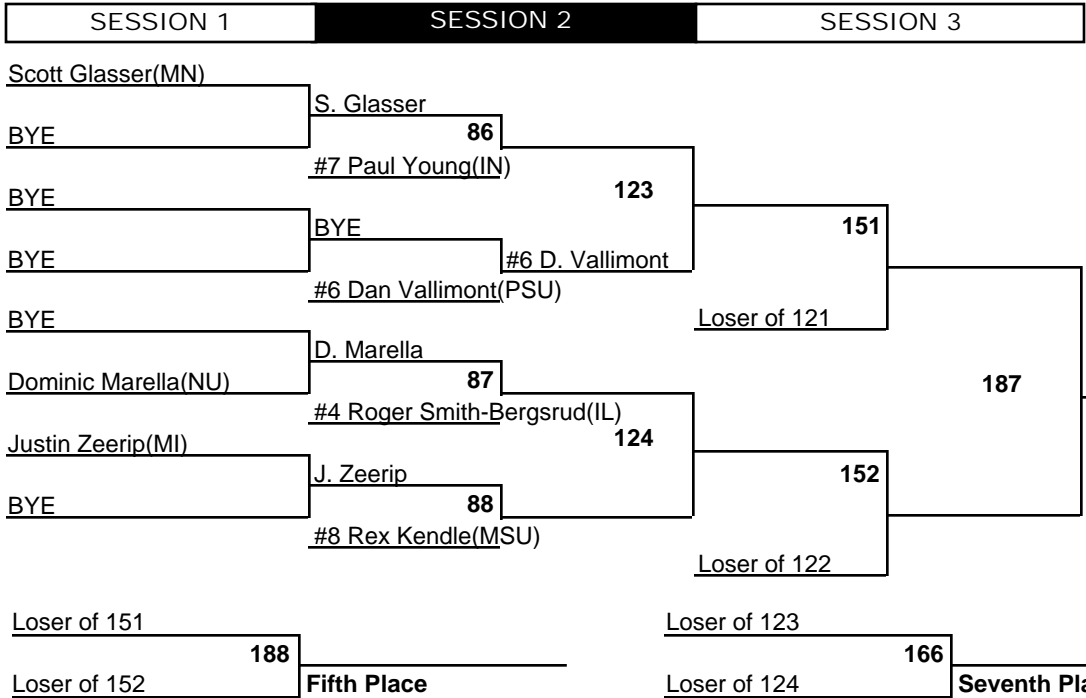 SESSION 1 SESSION 2 SESSION 3
Scott Glasser(MN)
S. Glasser
BYE 86
#7 Paul Young(IN)
BYE 123
BYE 151
BYE #6 D. Vallimont
#6 Dan Vallimont(PSU)
BYE Loser of 121
D. Marella
Dominic Marella(NU) 87 187
#4 Roger Smith-Bergsrud(IL)
Justin Zeerip(MI) 124
J. Zeerip 152
BYE 88
#8 Rex Kendle(MSU)
Loser of 122
Loser of 151 Loser of 123
188 166
Loser of 152 Fifth Place Loser of 124 Seventh Pla